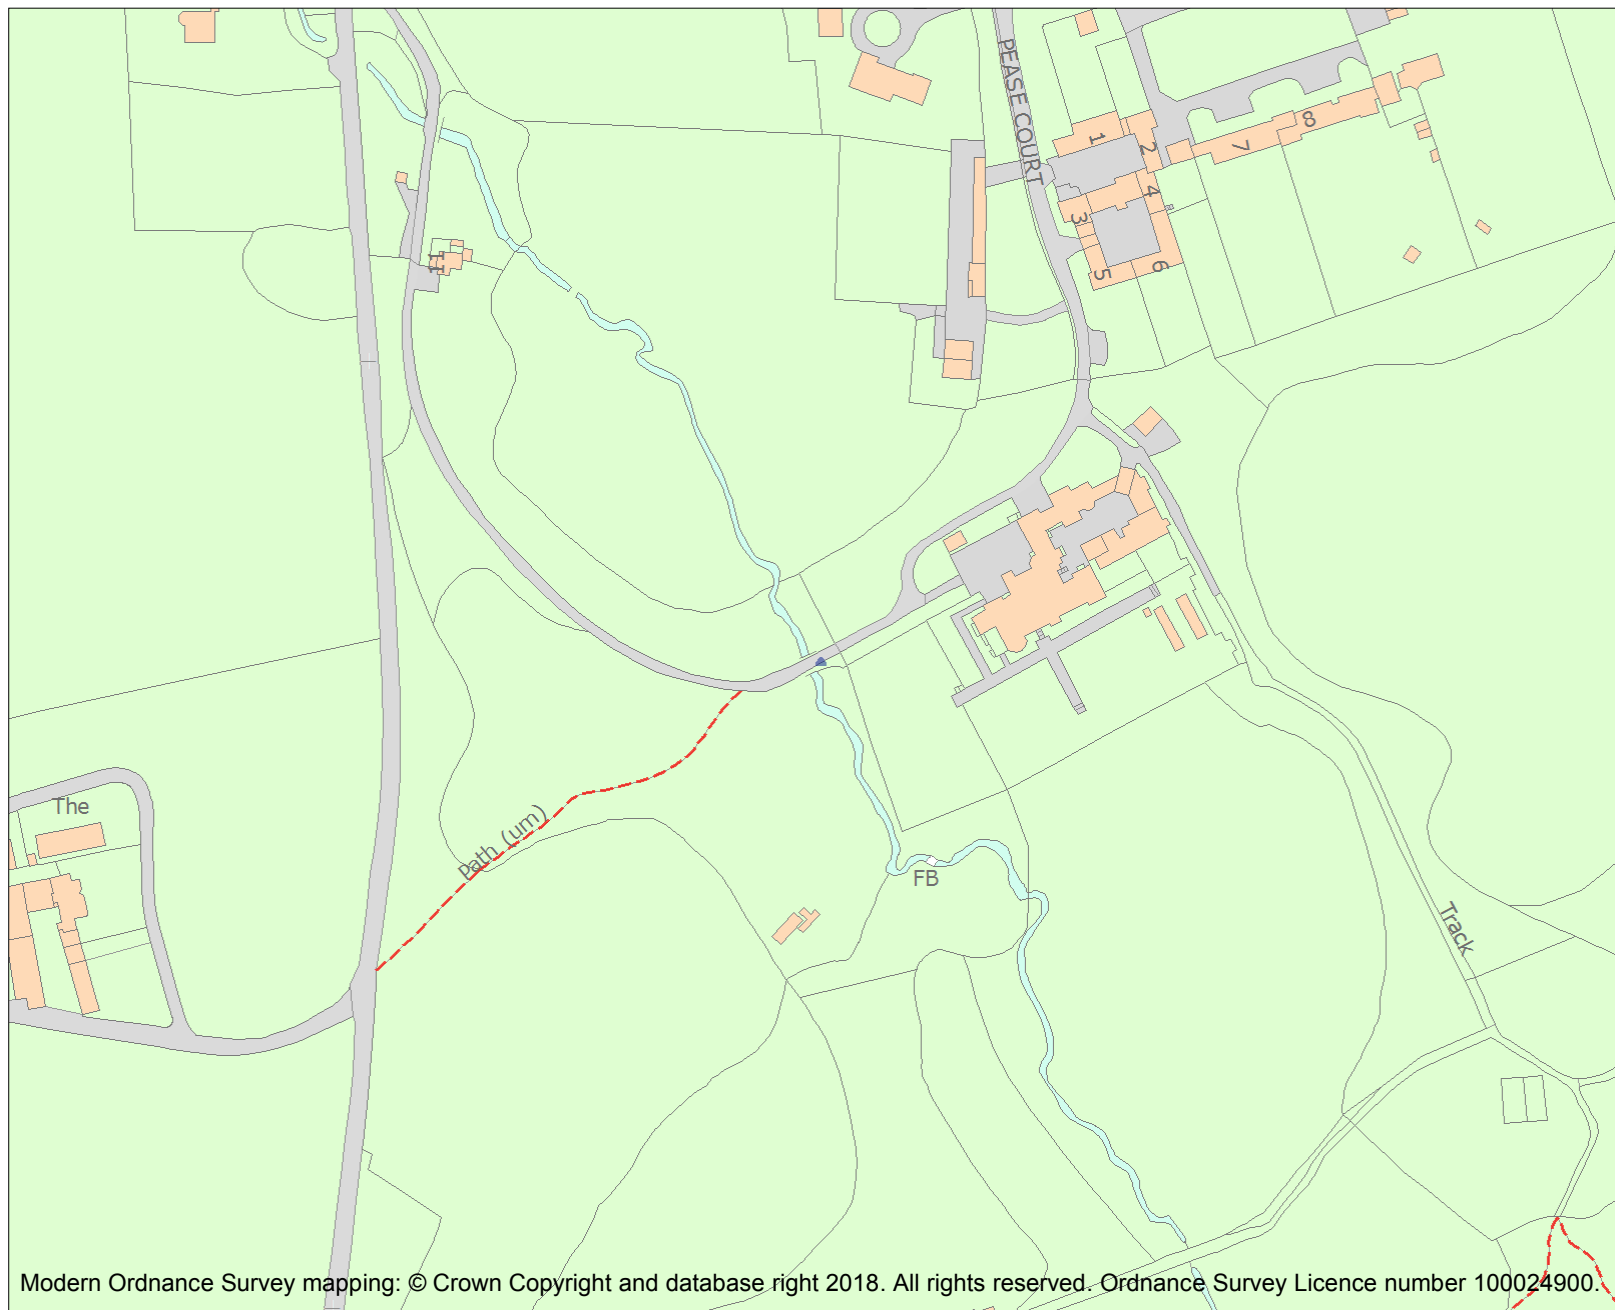 PEASE COURT
1
2
8
7
4
3
6
5
11
The
Path (um)
FB
Track
Modern Ordnance Survey mapping: © Crown Copyright and database right 2018. All rights reserved. Ordnance Survey Licence number 100024900.